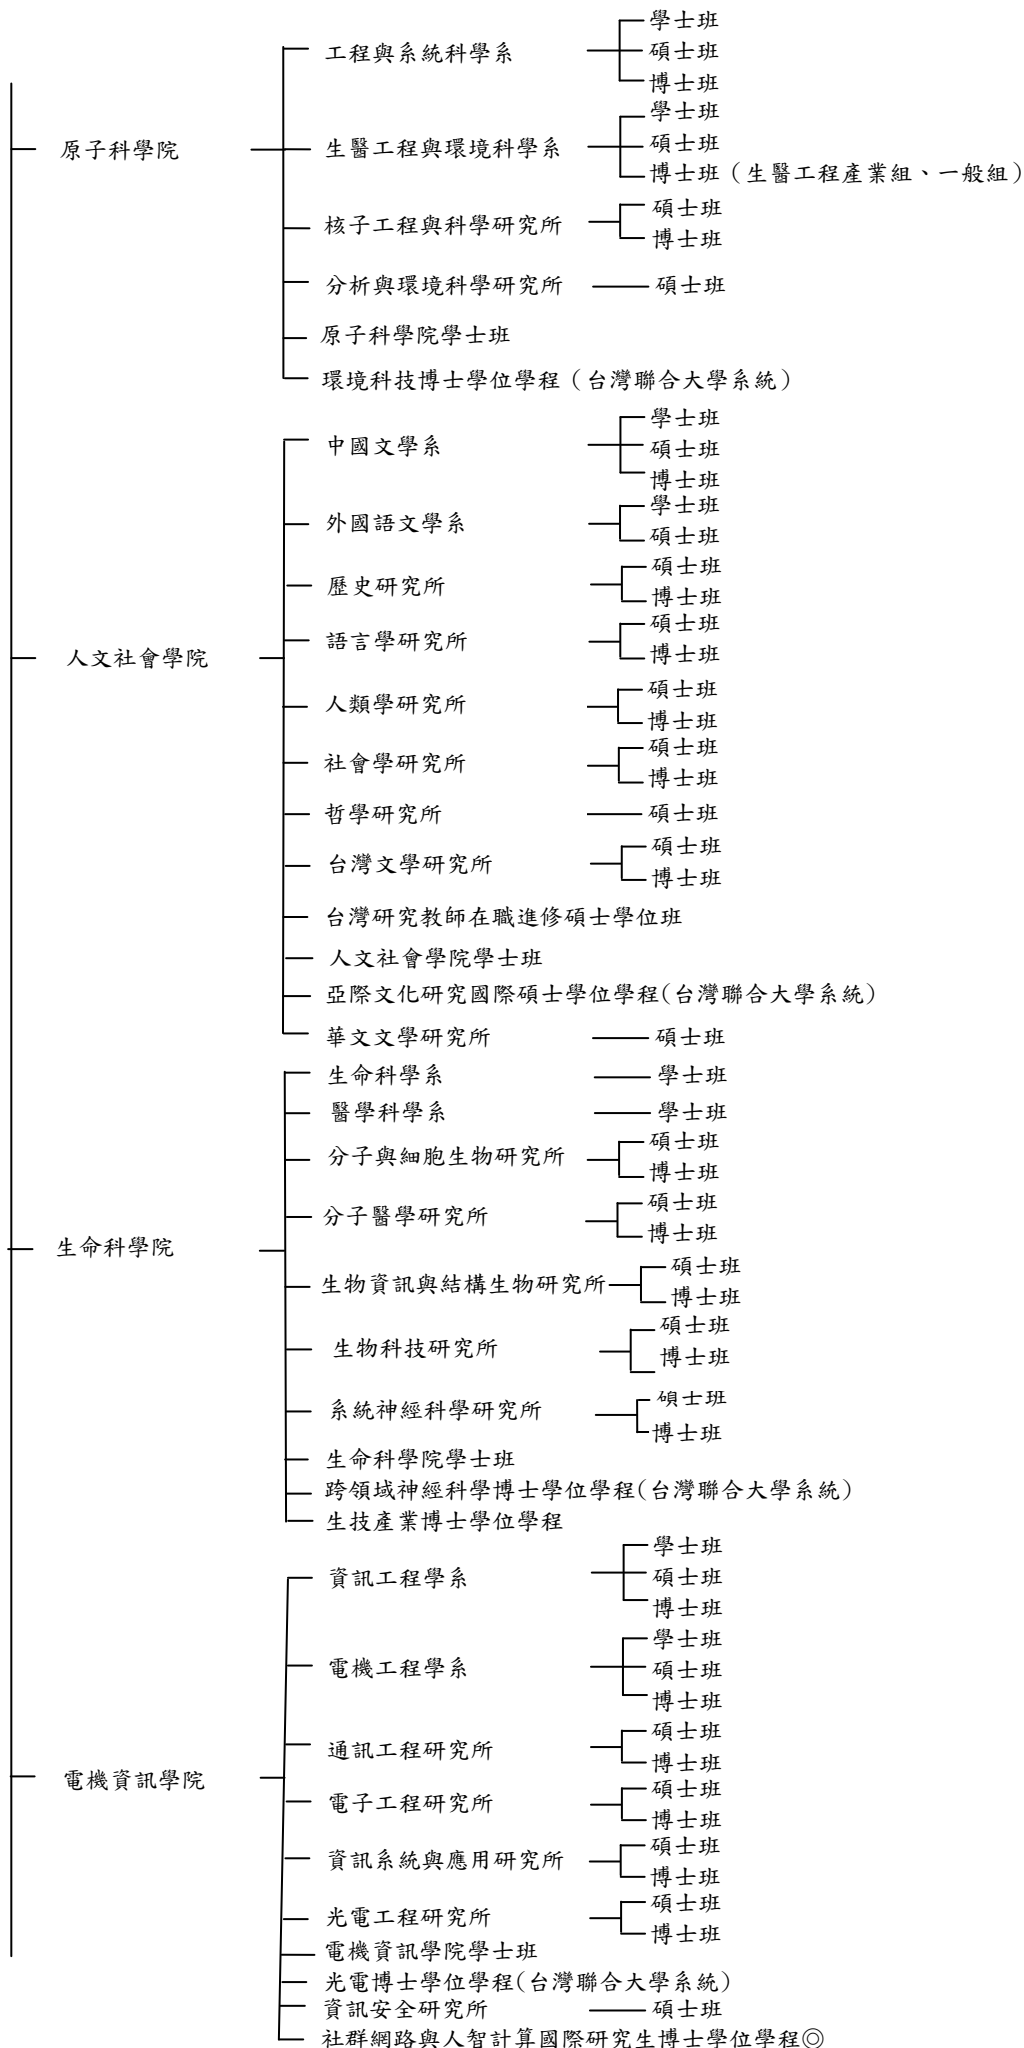 原子科學院
工程與系統科學系
學士班
碩士班
博士班
生醫工程與環境科學系
學士班
碩士班
博士班（生醫工程產業組、一般組）
核子工程與科學研究所
碩士班
博士班
分析與環境科學研究所
碩士班
原子科學院學士班
環境科技博士學位學程（台灣聯合大學系統）
人文社會學院
中國文學系
學士班
碩士班
博士班
外國語文學系
學士班
碩士班
歷史研究所
碩士班
博士班
語言學研究所
碩士班
博士班
人類學研究所
碩士班
博士班
社會學研究所
碩士班
博士班
哲學研究所
碩士班
台灣文學研究所
碩士班
博士班
台灣研究教師在職進修碩士學位班
人文社會學院學士班
亞際文化研究國際碩士學位學程(台灣聯合大學系統)
華文文學研究所
碩士班
生命科學院
生命科學系
學士班
醫學科學系
學士班
分子與細胞生物研究所
碩士班
博士班
分子醫學研究所
碩士班
博士班
生物資訊與結構生物研究所
碩士班
博士班
生物科技研究所
碩士班
博士班
系統神經科學研究所
碩士班
博士班
生命科學院學士班
跨領域神經科學博士學位學程(台灣聯合大學系統)
生技產業博士學位學程
電機資訊學院
資訊工程學系
學士班
碩士班
博士班
電機工程學系
學士班
碩士班
博士班
通訊工程研究所
碩士班
博士班
電子工程研究所
碩士班
博士班
資訊系統與應用研究所
碩士班
博士班
光電工程研究所
碩士班
博士班
電機資訊學院學士班
光電博士學位學程(台灣聯合大學系統)
資訊安全研究所
碩士班
社群網路與人智計算國際研究生博士學位學程◎